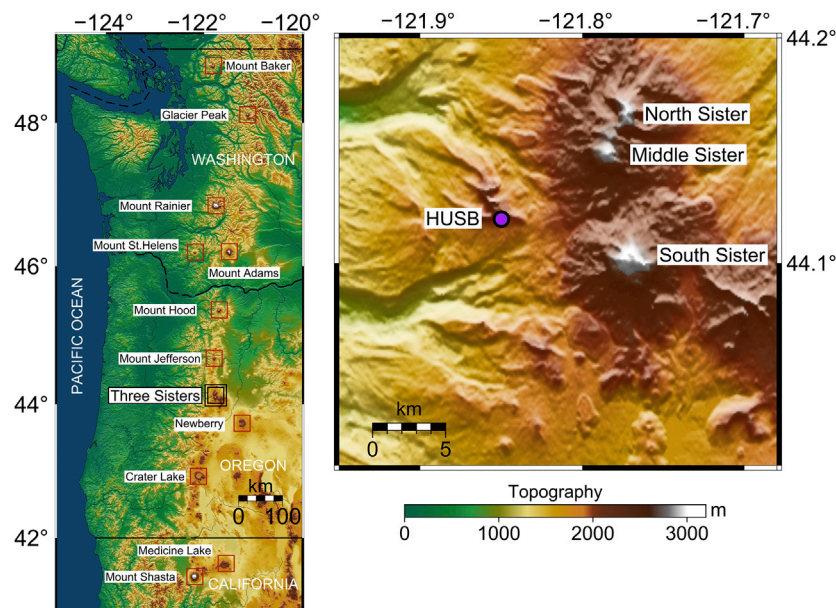 −124° −122° −120°
48°
46°
44°
42°
Mount Baker
Glacier Peak
WASHINGTON
Mount Rainier
Mount St.Helens
Mount Adams
PACIFIC OCEAN
Mount Hood
Mount Jefferson
Three Sisters
Newberry
OREGON
Crater Lake
km
0 100
Medicine Lake
Mount Shasta
CALIFORNIA
−121.9° −121.8° −121.7°
44.2°
North Sister
Middle Sister
HUSB
South Sister
44.1°
km
0 5
Topography
m
0 1000 2000 3000